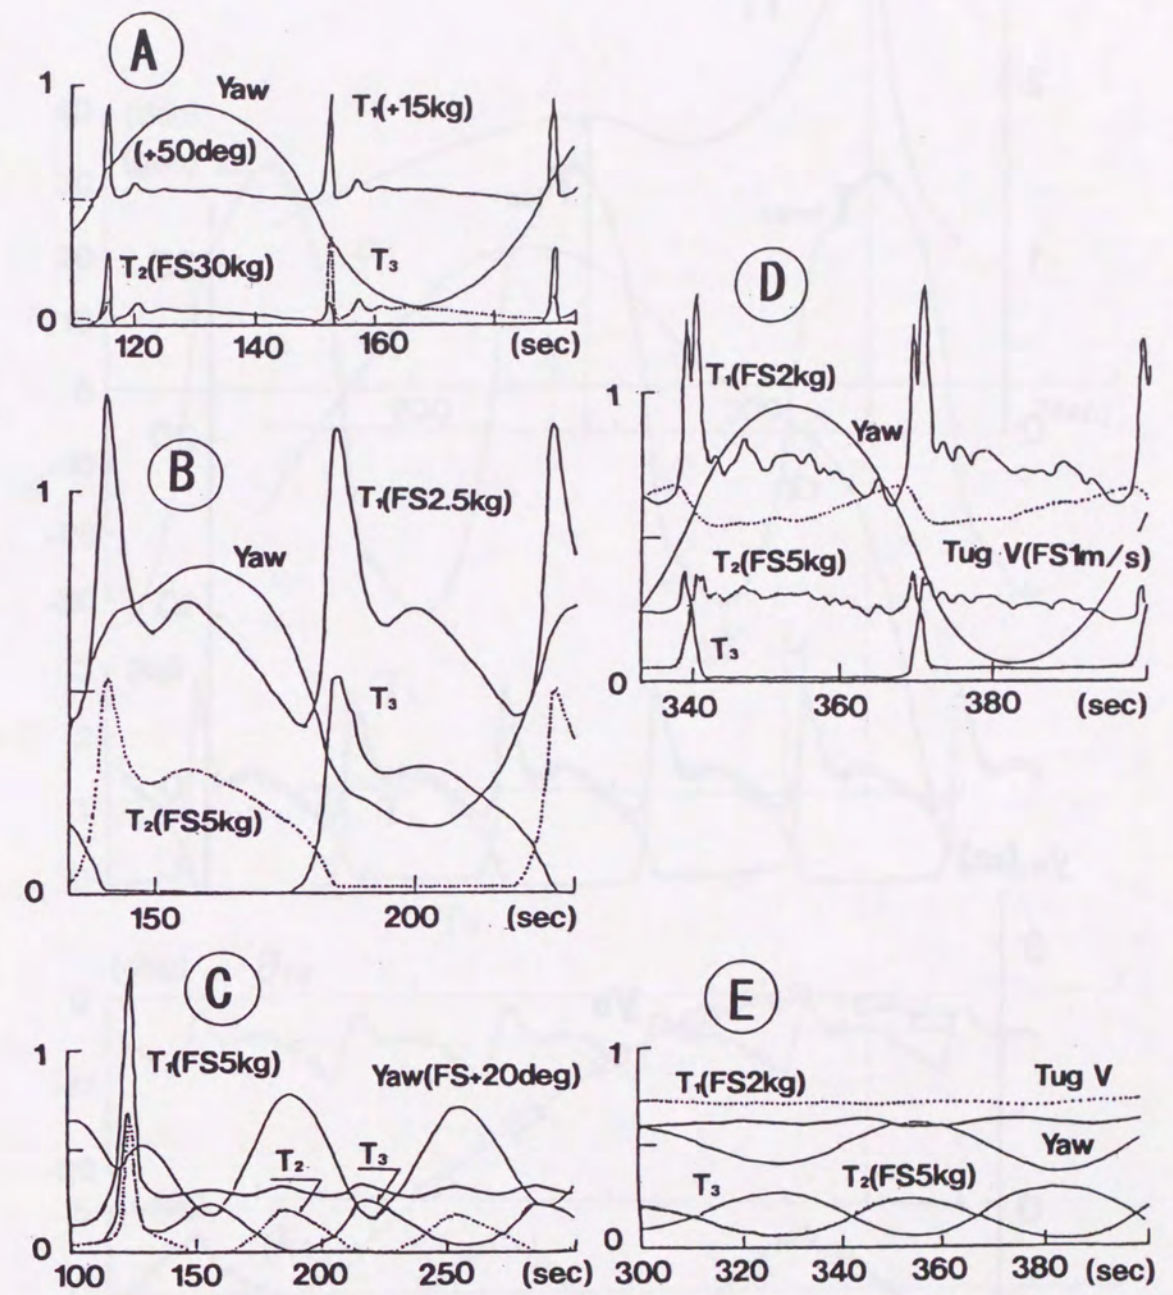 A
1
Yaw
T₁(+15kg)
(+50deg)
T₂(FS30kg)
T₃
0
120 140 160 (sec)
B
1
T₁(FS2.5kg)
Yaw
T₃
T₂(FS5kg)
0
150 200 (sec)
C
1
T₁(FS5kg)
Yaw(FS+20deg)
T₂
T₃
0
100 150 200 250 (sec)
D
1
T₁(FS2kg)
Yaw
Tug V(FS1m/s)
T₂(FS5kg)
T₃
0
340 360 380 (sec)
E
1
T₁(FS2kg)
Tug V
Yaw
T₃
T₂(FS5kg)
0
300 320 340 360 380 (sec)